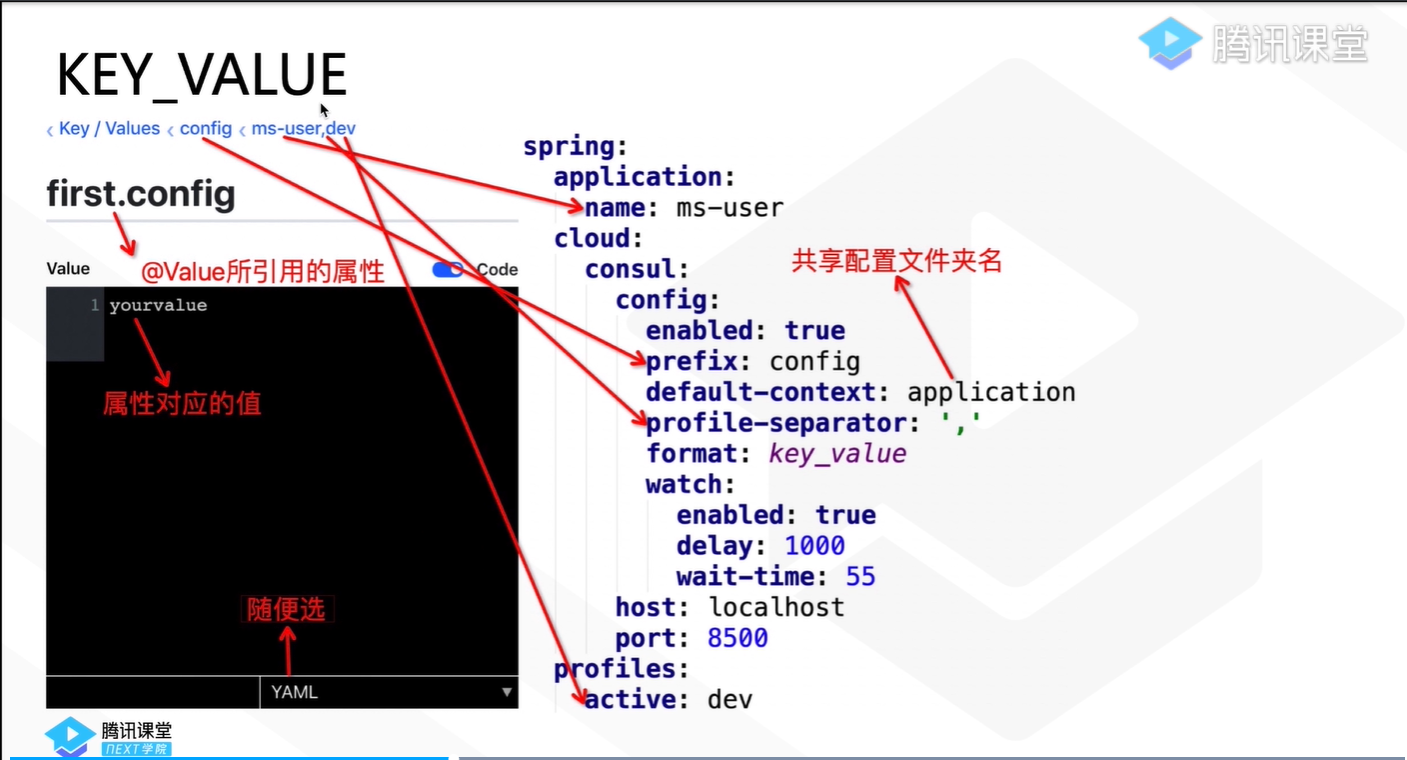 腾讯课堂
KEY_VALUE
‹ Key / Values ‹ config ‹ ms-user,dev
first.config
@Value所引用的属性
Value
Code
1 yourvalue
属性对应的值
随便选
YAML
spring:
application:
name: ms-user
cloud:
consul:
共享配置文件夹名
config:
enabled: true
prefix: config
default-context: application
profile-separator: ','
format: key_value
watch:
enabled: true
delay: 1000
wait-time: 55
host: localhost
port: 8500
profiles:
active: dev
腾讯课堂
NEXT学院